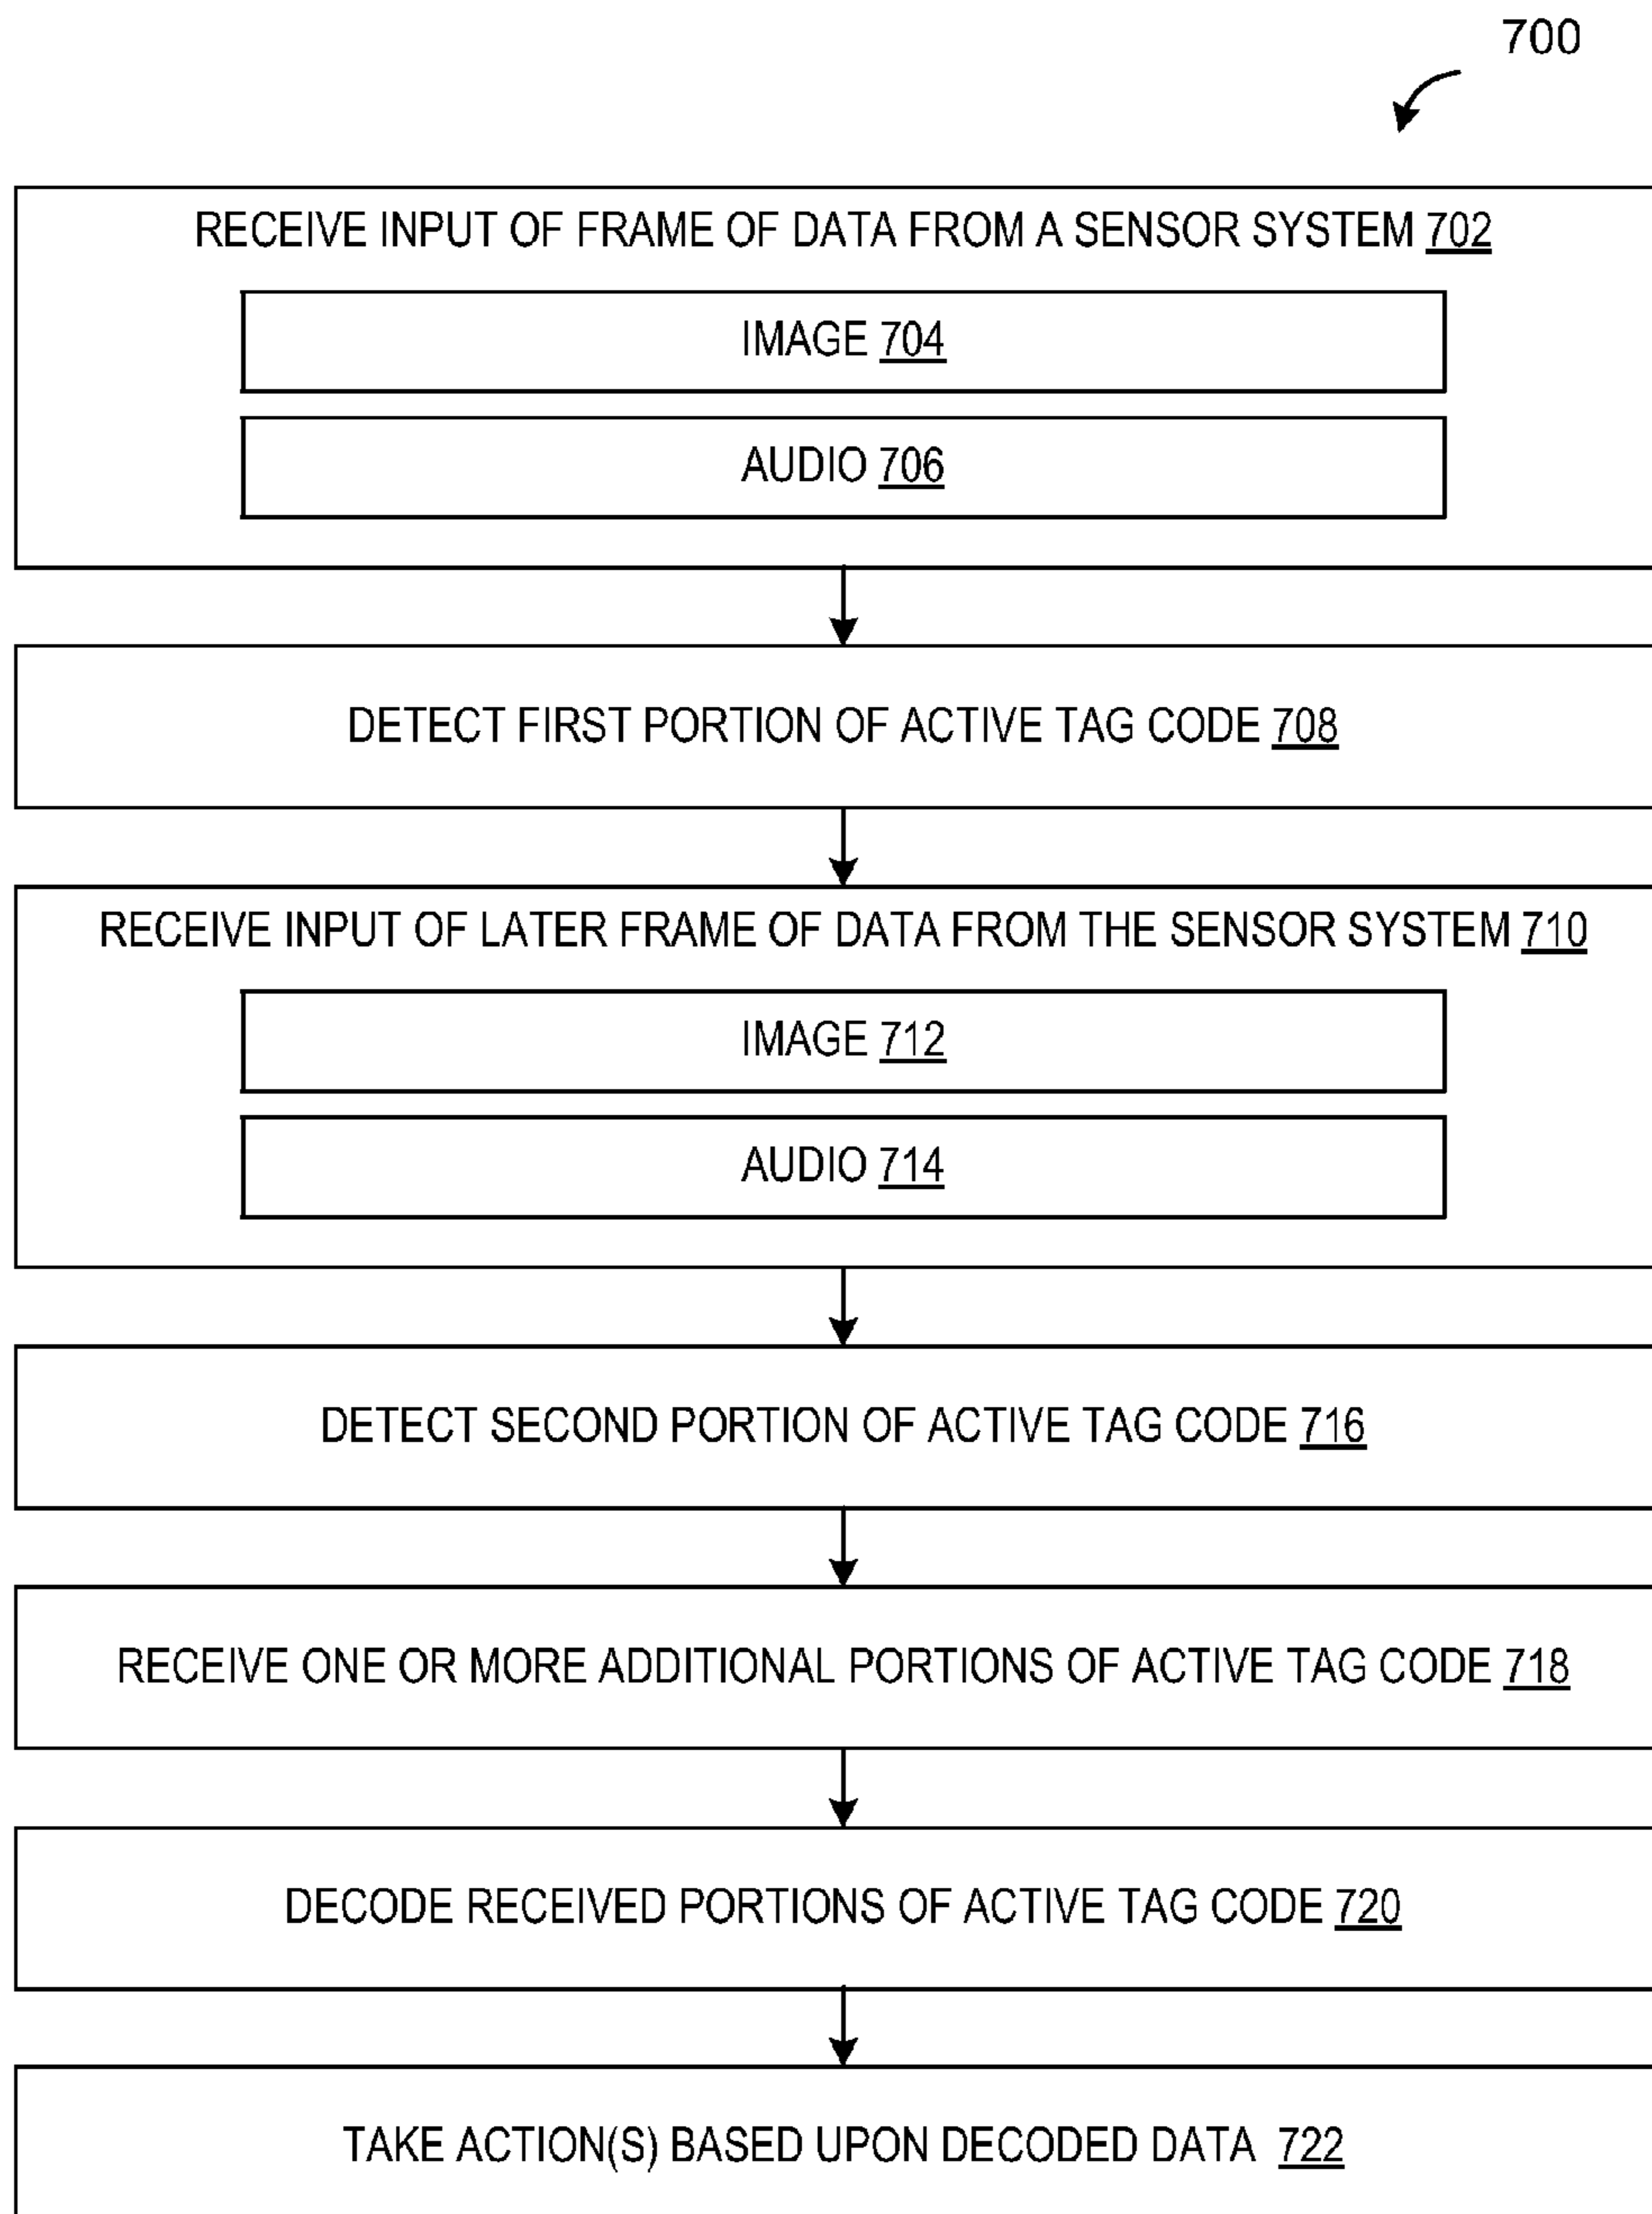 700
RECEIVE INPUT OF FRAME OF DATA FROM A SENSOR SYSTEM 702
IMAGE 704
AUDIO 706
DETECT FIRST PORTION OF ACTIVE TAG CODE 708
RECEIVE INPUT OF LATER FRAME OF DATA FROM THE SENSOR SYSTEM 710
IMAGE 712
AUDIO 714
DETECT SECOND PORTION OF ACTIVE TAG CODE 716
RECEIVE ONE OR MORE ADDITIONAL PORTIONS OF ACTIVE TAG CODE 718
DECODE RECEIVED PORTIONS OF ACTIVE TAG CODE 720
TAKE ACTION(S) BASED UPON DECODED DATA 722